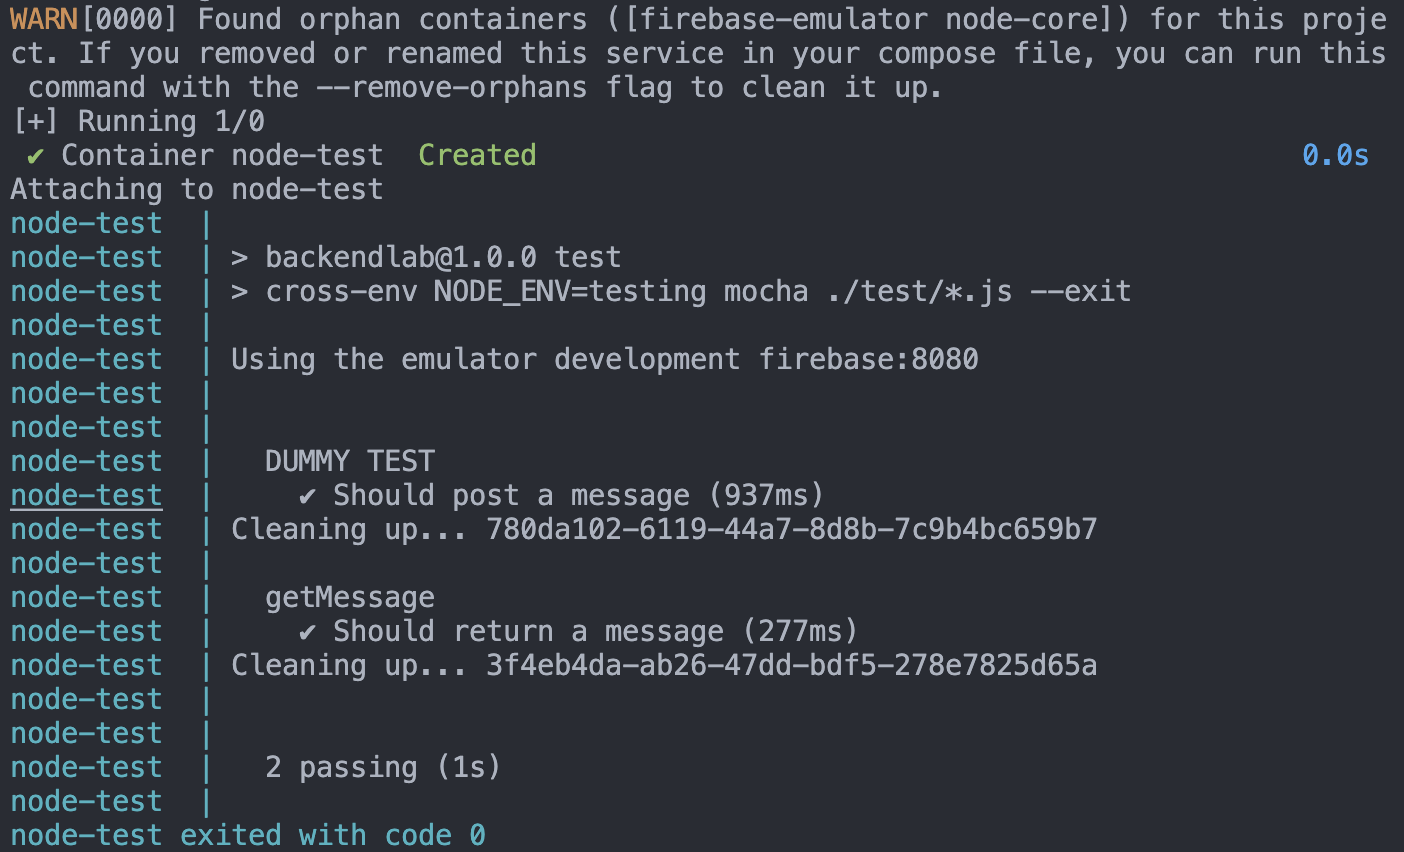 WARN[0000] Found orphan containers ([firebase-emulator node-core]) for this proje
ct. If you removed or renamed this service in your compose file, you can run this
 command with the --remove-orphans flag to clean it up.
[+] Running 1/0
 ✔ Container node-test  Created 0.0s
Attaching to node-test
node-test  |
node-test  | > backendlab@1.0.0 test
node-test  | > cross-env NODE_ENV=testing mocha ./test/*.js --exit
node-test  |
node-test  | Using the emulator development firebase:8080
node-test  |
node-test  |
node-test  |   DUMMY TEST
node-test  |     ✔ Should post a message (937ms)
node-test  | Cleaning up... 780da102-6119-44a7-8d8b-7c9b4bc659b7
node-test  |
node-test  |   getMessage
node-test  |     ✔ Should return a message (277ms)
node-test  | Cleaning up... 3f4eb4da-ab26-47dd-bdf5-278e7825d65a
node-test  |
node-test  |
node-test  |   2 passing (1s)
node-test  |
node-test exited with code 0